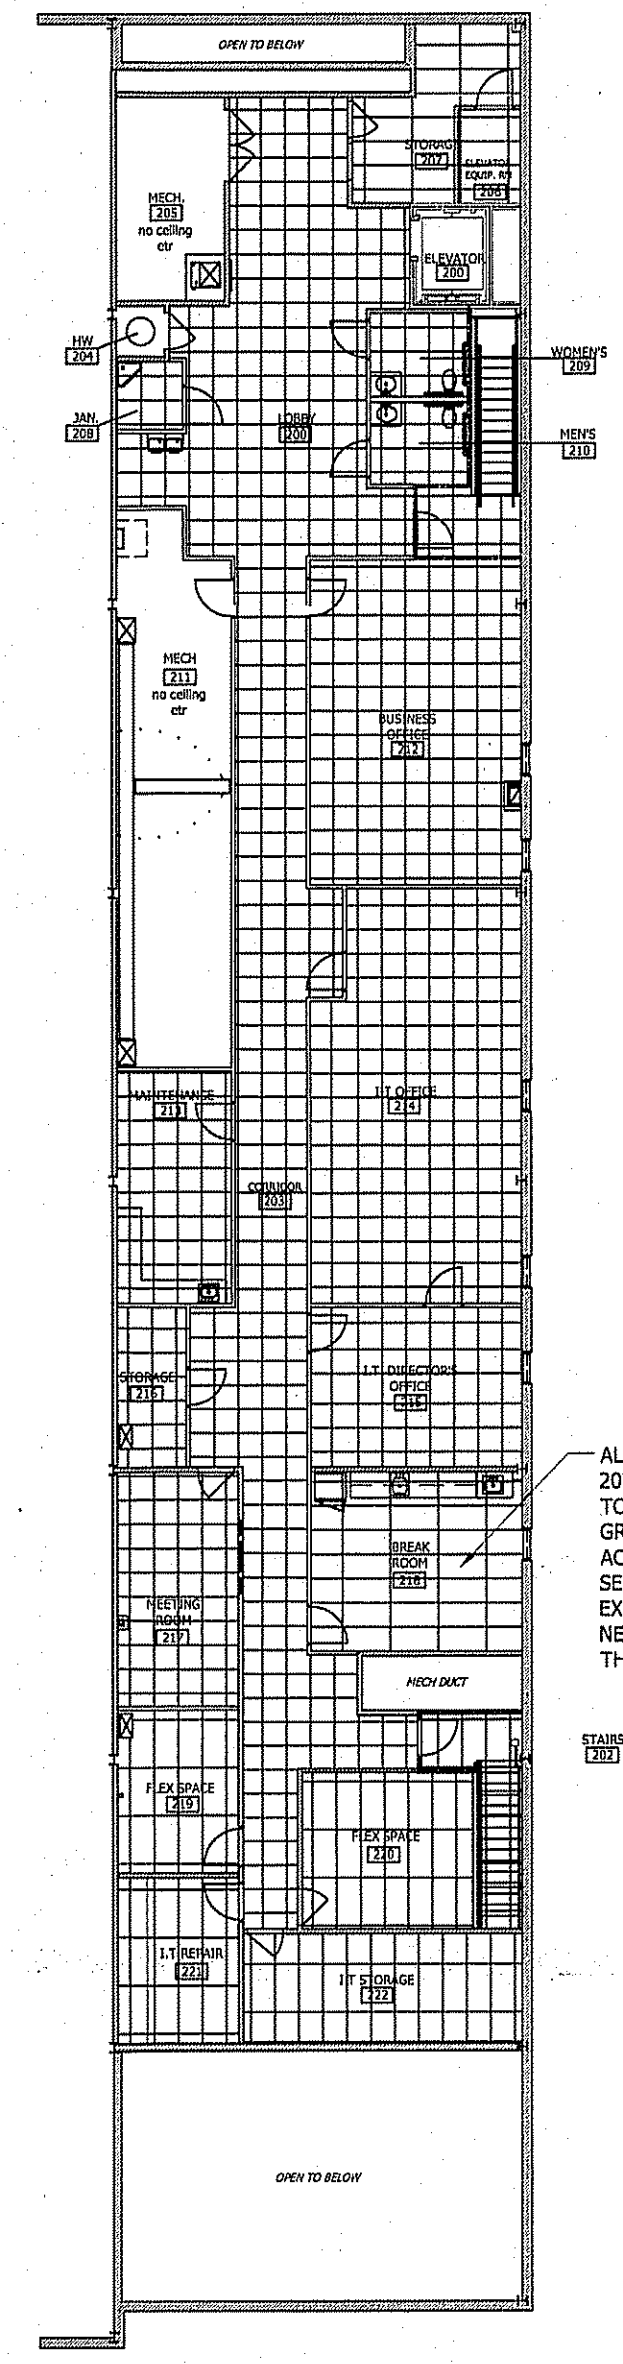 OPEN TO BELOW
STORAG
207
ELEVATOR
EQUIP. RM
206
MECH.
205
no ceiling
ctr
ELEVATOR
200
HW
204
WOMEN'S
209
JAN.
208
LOBBY
200
MEN'S
210
MECH
211
no ceiling
ctr
BUSINESS
OFFICE
212
MAINTENANCE
213
I.T OFFICE
214
CORRIDOR
203
STORAGE
216
I.T. DIRECTOR'S
OFFICE
215
AL
20
TO
GR
AC
SE
EX
NE
TH
BREAK
ROOM
218
MEETING
ROOM
217
MECH DUCT
STAIRS
202
FLEX SPACE
219
FLEX SPACE
220
I.T REPAIR
221
I.T STORAGE
222
OPEN TO BELOW